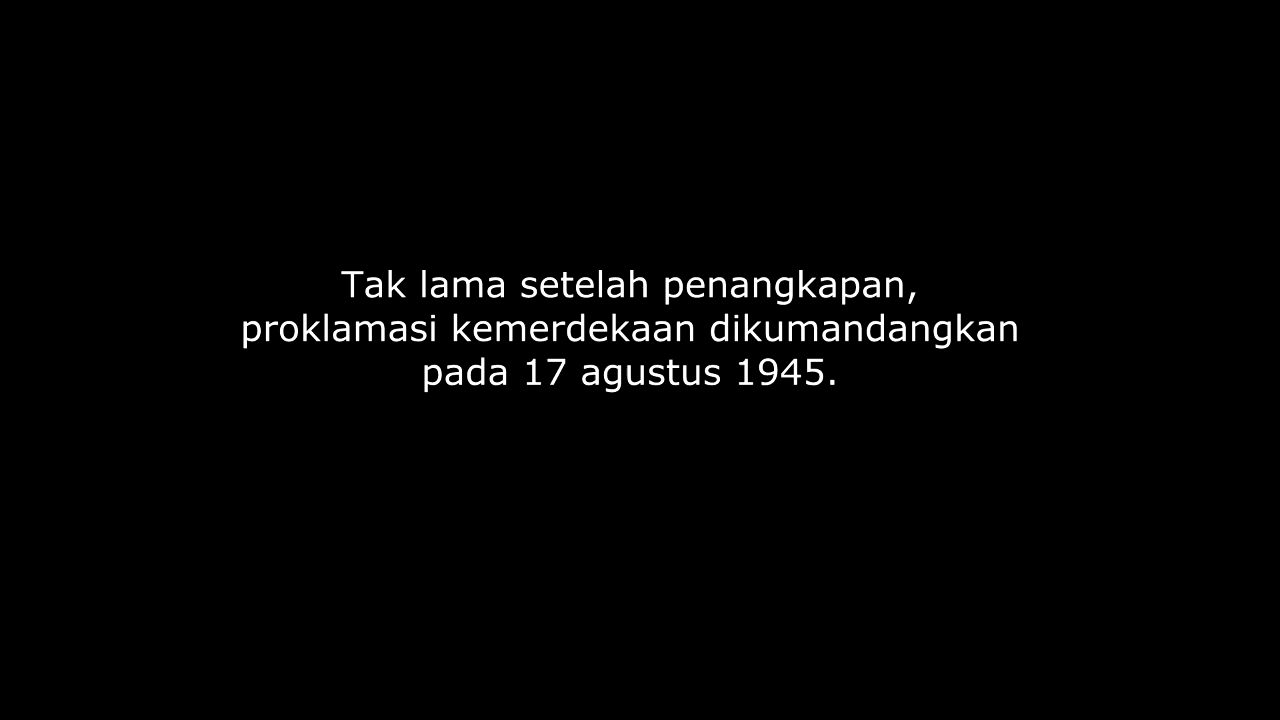 Tak lama setelah penangkapan,
proklamasi kemerdekaan dikumandangkan
pada 17 agustus 1945.